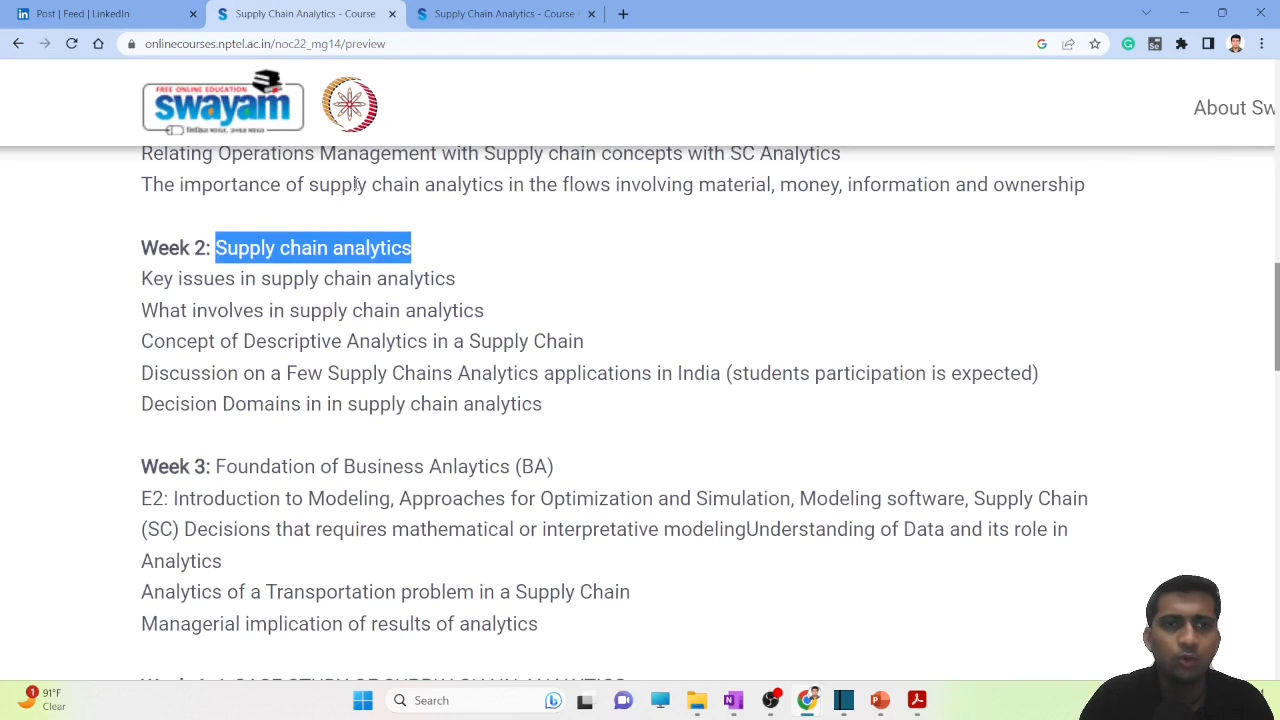 Post | Feed | LinkedIn
Supply Chain Analytics - Course
Supply Chain Analytics - Course
onlinecourses.nptel.ac.in/noc22_mg14/preview
FREE ONLINE EDUCATION
swayam
About Sw
Relating Operations Management with Supply chain concepts with SC Analytics
The importance of supply chain analytics in the flows involving material, money, information and ownership
Week 2: Supply chain analytics
Key issues in supply chain analytics
What involves in supply chain analytics
Concept of Descriptive Analytics in a Supply Chain
Discussion on a Few Supply Chains Analytics applications in India (students participation is expected)
Decision Domains in in supply chain analytics
Week 3: Foundation of Business Anlaytics (BA)
E2: Introduction to Modeling, Approaches for Optimization and Simulation, Modeling software, Supply Chain
(SC) Decisions that requires mathematical or interpretative modelingUnderstanding of Data and its role in
Analytics
Analytics of a Transportation problem in a Supply Chain
Managerial implication of results of analytics
1
91°F
Clear
Search